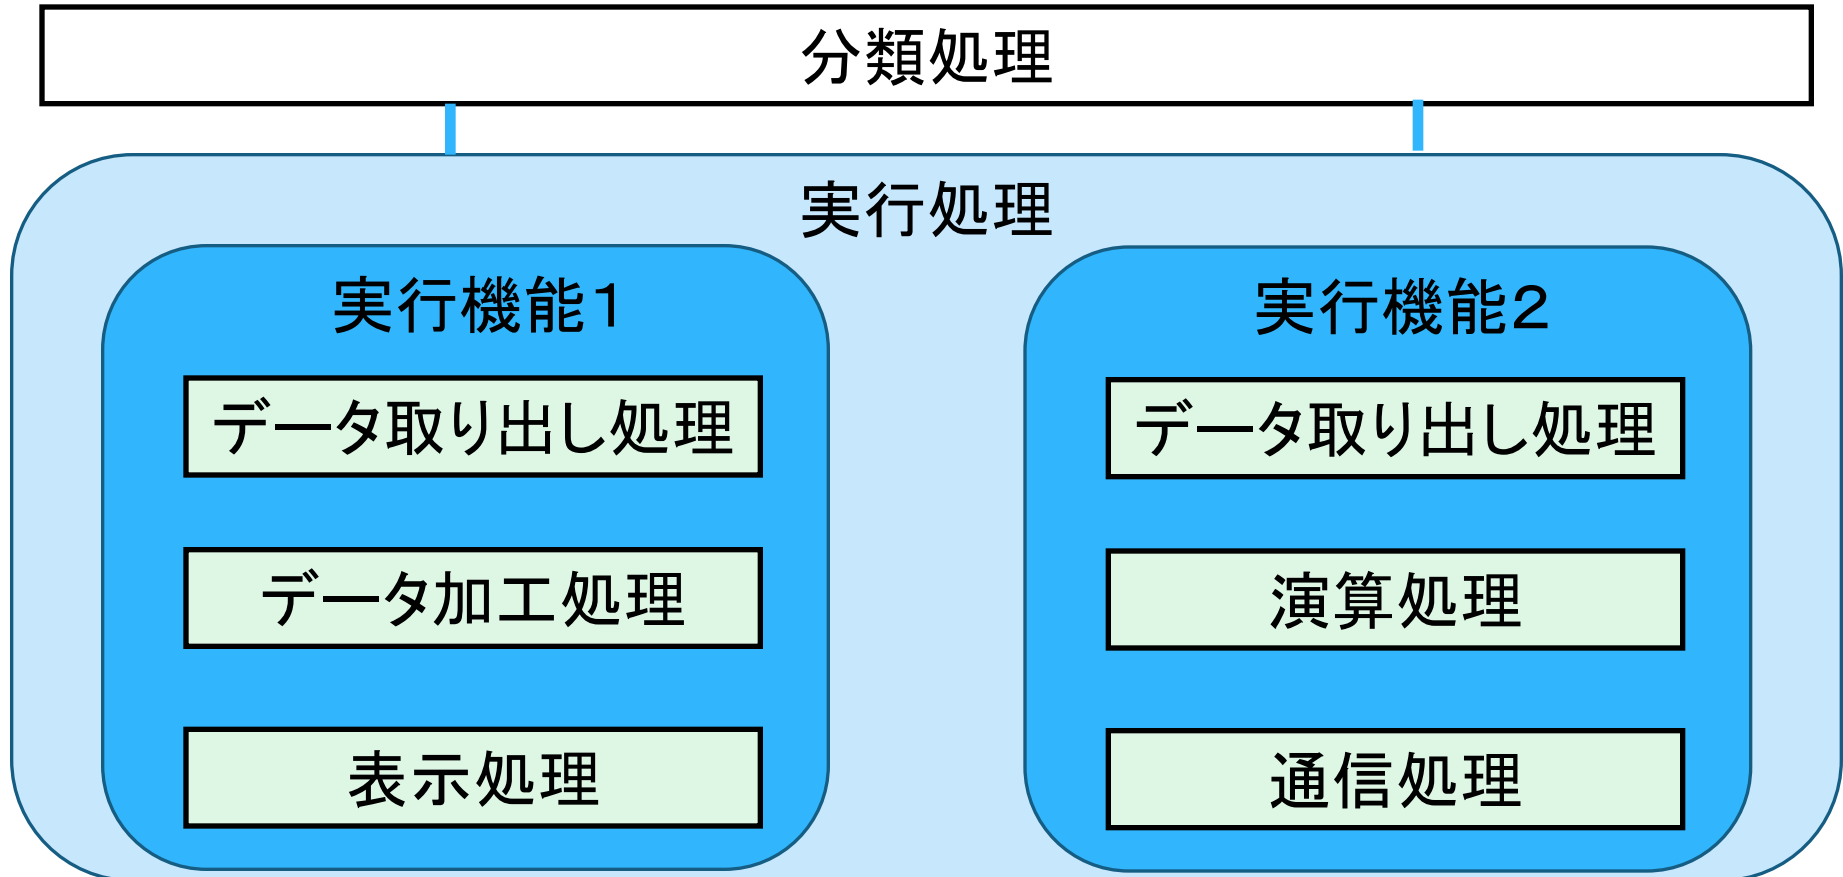 分類処理
実行処理
実行機能1
データ取り出し処理
データ加工処理
表示処理
実行機能2
データ取り出し処理
演算処理
通信処理